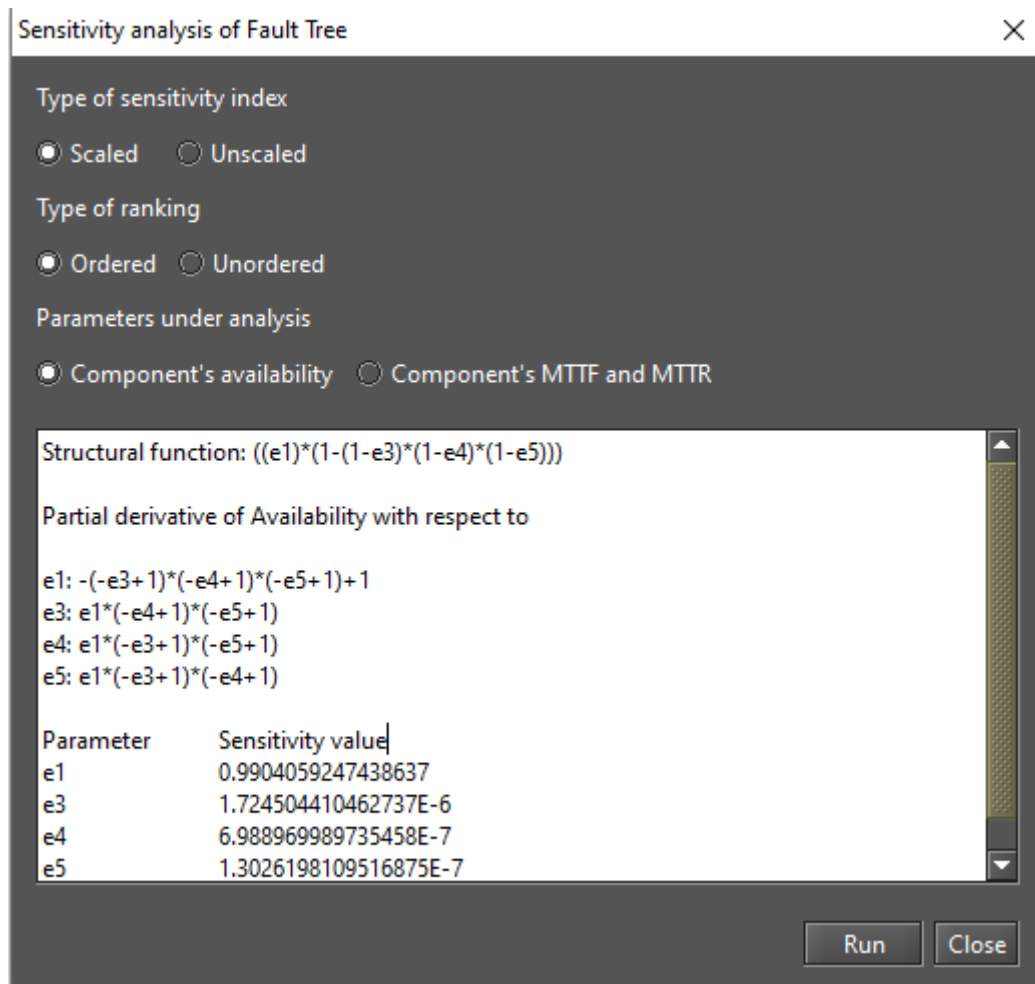 Sensitivity analysis of Fault Tree
Type of sensitivity index
Scaled Unscaled
Type of ranking
Ordered Unordered
Parameters under analysis
Component's availability Component's MTTF and MTTR
Structural function: ((e1)*(1-(1-e3)*(1-e4)*(1-e5)))
Partial derivative of Availability with respect to
e1: -(-e3+1)*(-e4+1)*(-e5+1)+1
e3: e1*(-e4+1)*(-e5+1)
e4: e1*(-e3+1)*(-e5+1)
e5: e1*(-e3+1)*(-e4+1)
Parameter Sensitivity value
e1 0.9904059247438637
e3 1.724504410462737E-6
e4 6.988969989735458E-7
e5 1.3026198109516875E-7
Run Close